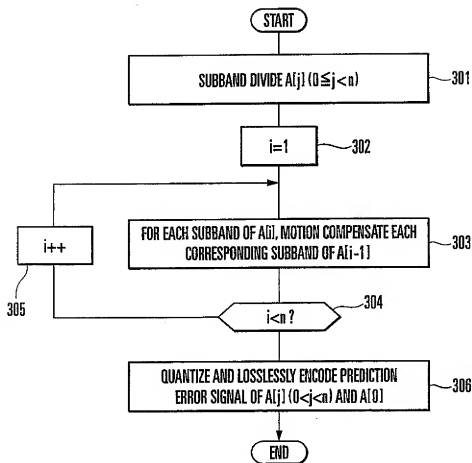 START
SUBBAND DIVIDE A[j] (0≦j<n)
301
i=1
302
FOR EACH SUBBAND OF A[i], MOTION COMPENSATE EACH
CORRESPONDING SUBBAND OF A[i-1]
303
i++
305
i<n ?
304
QUANTIZE AND LOSSLESSLY ENCODE PREDICTION
ERROR SIGNAL OF A[j] (0<j<n) AND A[0]
306
END